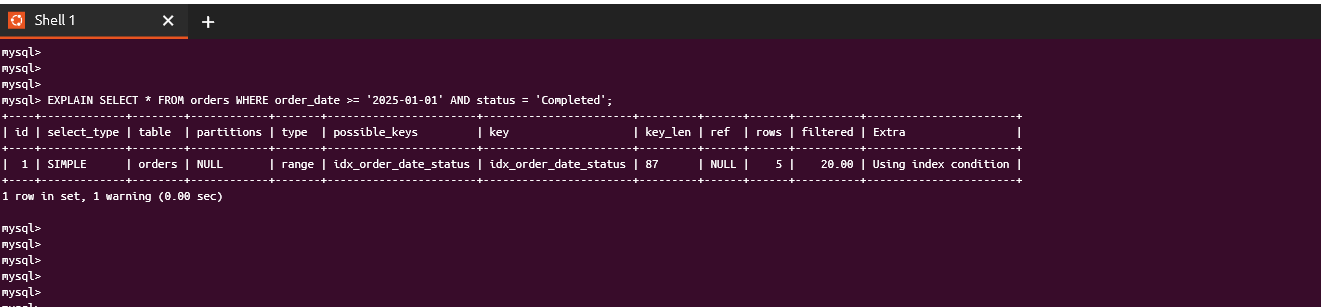 Shell 1 × +
mysql>
mysql>
mysql>
mysql> EXPLAIN SELECT * FROM orders WHERE order_date >= '2025-01-01' AND status = 'Completed';
+----+-------------+--------+------------+-------+-----------------------+-----------------------+---------+------+------+----------+-----------------------+
| id | select_type | table  | partitions | type  | possible_keys         | key                   | key_len | ref  | rows | filtered | Extra                 |
+----+-------------+--------+------------+-------+-----------------------+-----------------------+---------+------+------+----------+-----------------------+
|  1 | SIMPLE      | orders | NULL       | range | idx_order_date_status | idx_order_date_status | 87      | NULL |    5 |    20.00 | Using index condition |
+----+-------------+--------+------------+-------+-----------------------+-----------------------+---------+------+------+----------+-----------------------+
1 row in set, 1 warning (0.00 sec)
mysql>
mysql>
mysql>
mysql>
mysql>